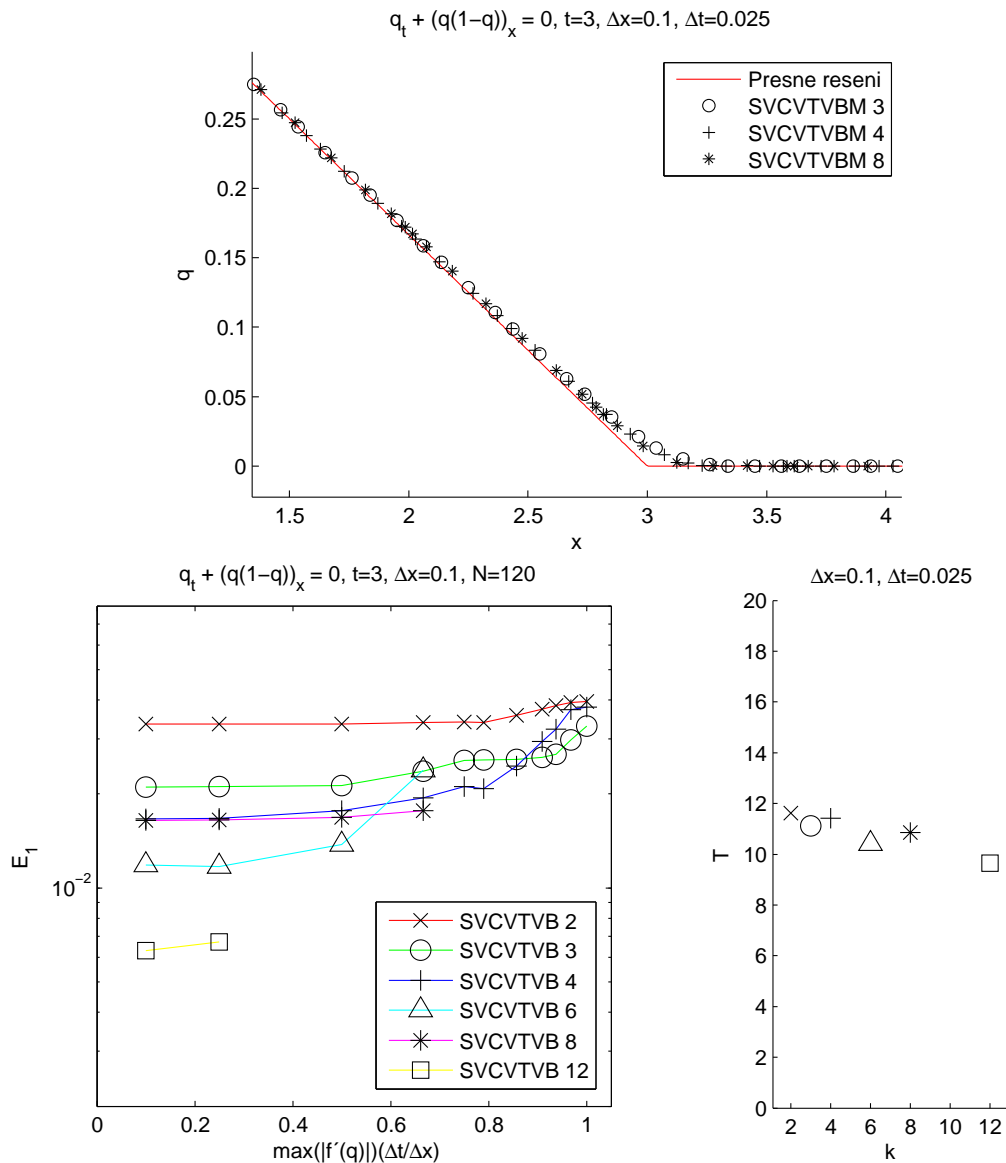 q_t + (q(1−q))_x = 0, t=3, Δx=0.1, Δt=0.025
Presne reseni
SVCVTVBM 3
SVCVTVBM 4
SVCVTVBM 8
0.25
0.2
0.15
0.1
0.05
0
q
1.5 2 2.5 3 3.5 4
x
q_t + (q(1−q))_x = 0, t=3, Δx=0.1, N=120
E_1
10^−2
SVCVTVB 2
SVCVTVB 3
SVCVTVB 4
SVCVTVB 6
SVCVTVB 8
SVCVTVB 12
0 0.2 0.4 0.6 0.8 1
max(|f´(q)|)(Δt/Δx)
Δx=0.1, Δt=0.025
20
18
16
14
12
10
8
6
4
2
0
T
2 4 6 8 10 12
k